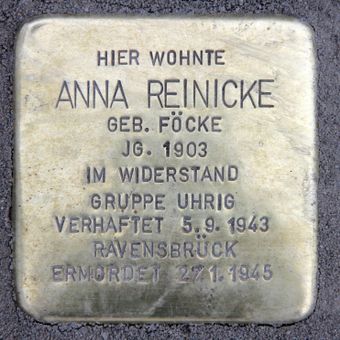 HIER WOHNTE
ANNA REINICKE
GEB. FÖCKE
JG. 1903
IM WIDERSTAND
GRUPPE UHRIG
VERHAFTET 5.9.1943
RAVENSBRÜCK
ERMORDET 27.1.1945